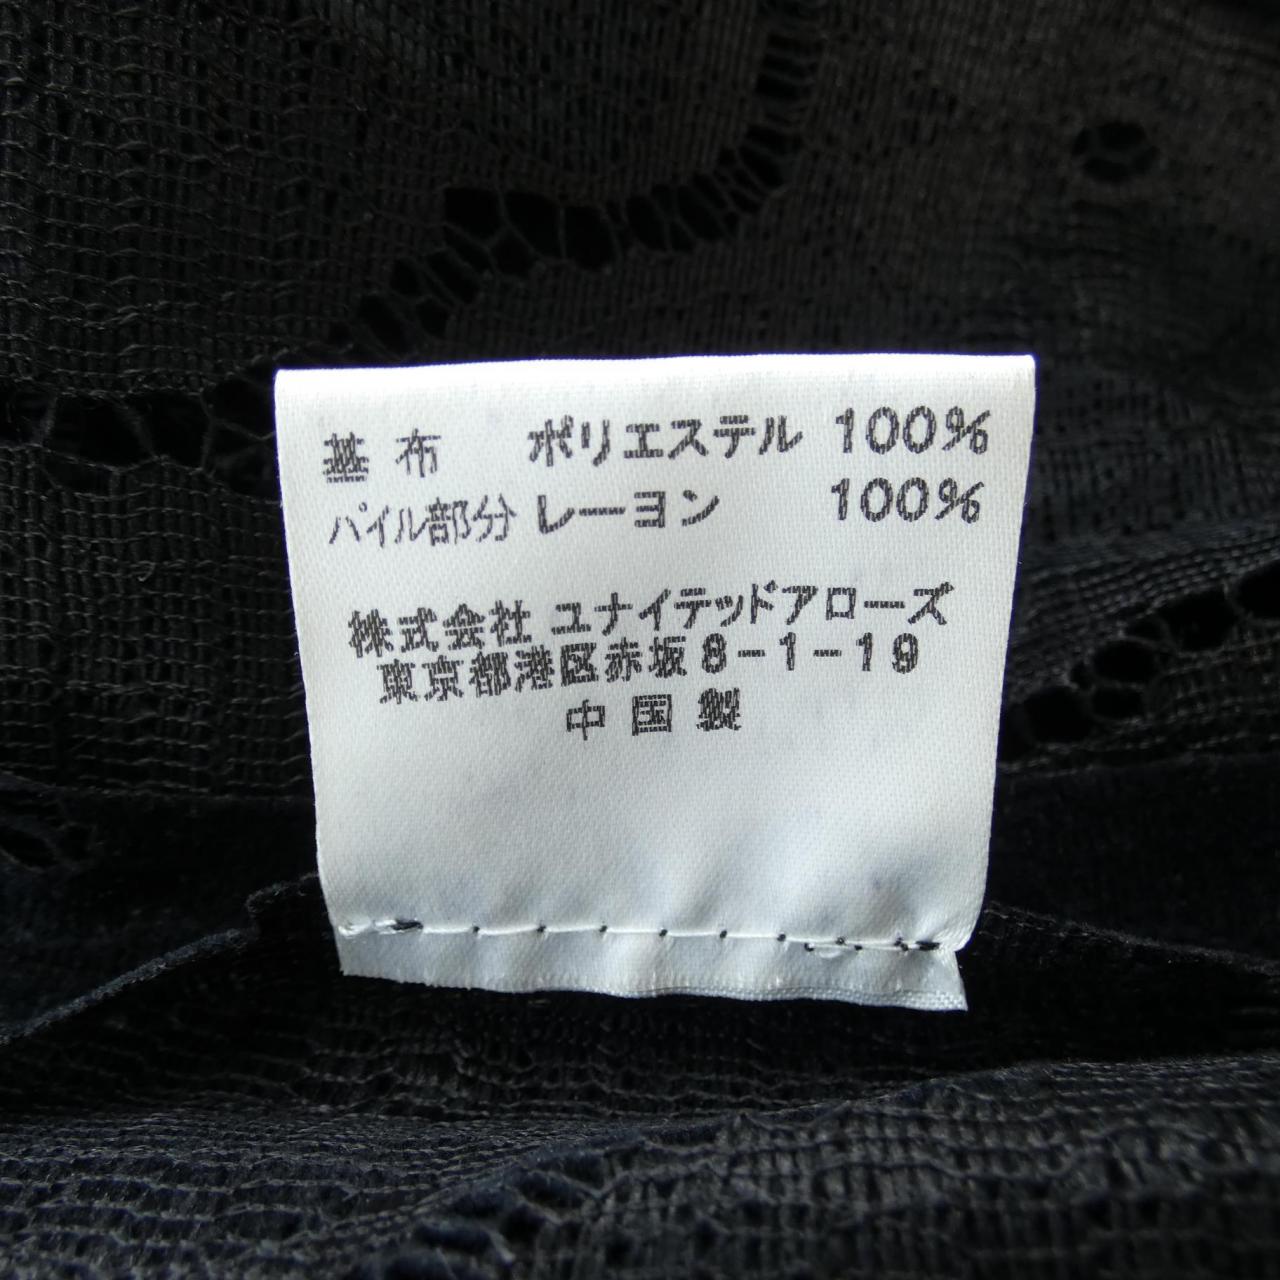 基布 ポリエステル 100%
パイル部分 レーヨン 100%
株式会社 ユナイテッドアローズ
東京都港区赤坂8-1-19
中国製